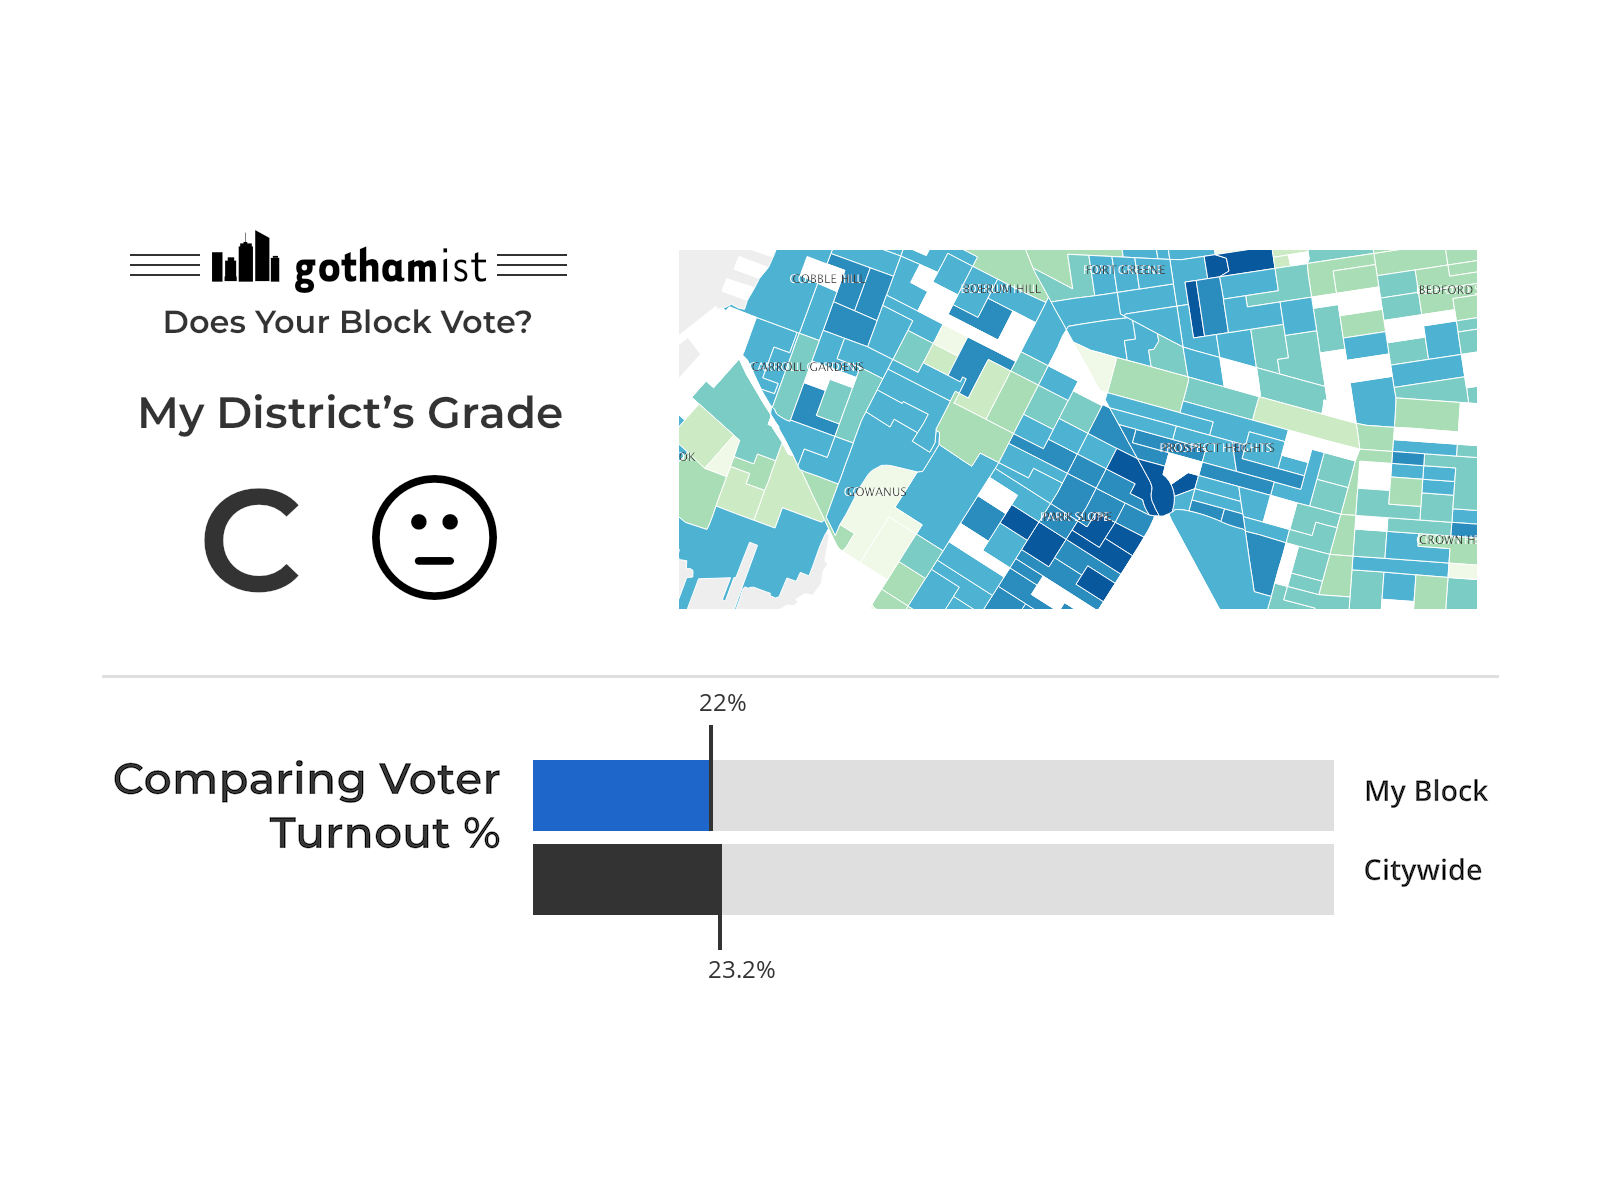 gothamist
Does Your Block Vote?
My District’s Grade
C
COBBLE HILL
BOERUM HILL
FORT GREENE
BEDFORD
CARROLL GARDENS
OK
GOWANUS
PROSPECT HEIGHTS
PARK SLOPE
CROWN H
22%
Comparing Voter
Turnout %
My Block
Citywide
23.2%